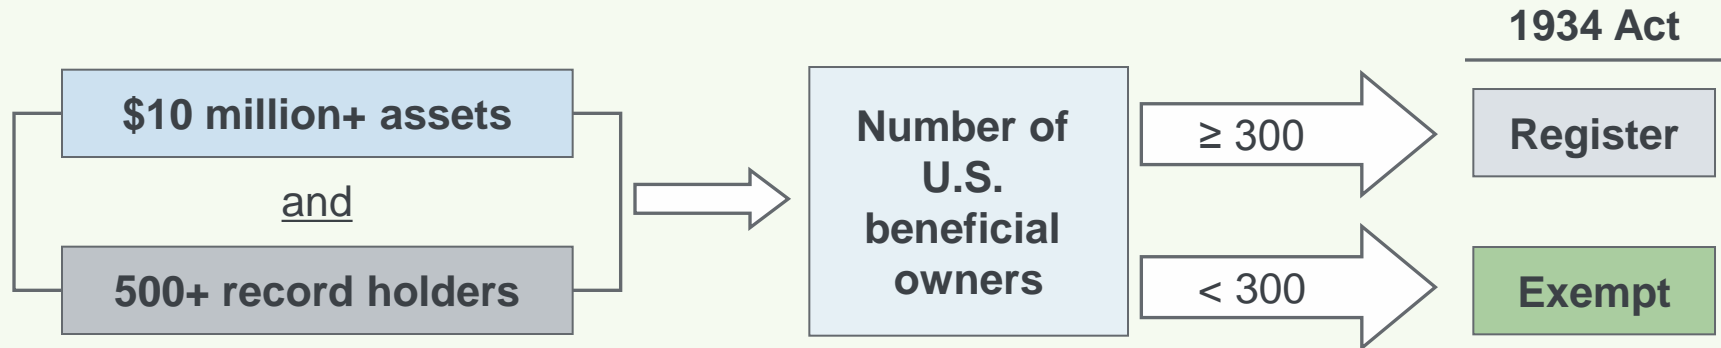 1934 Act
$10 million+ assets
and
500+ record holders
Number of
U.S.
beneficial
owners
≥ 300
< 300
Register
Exempt